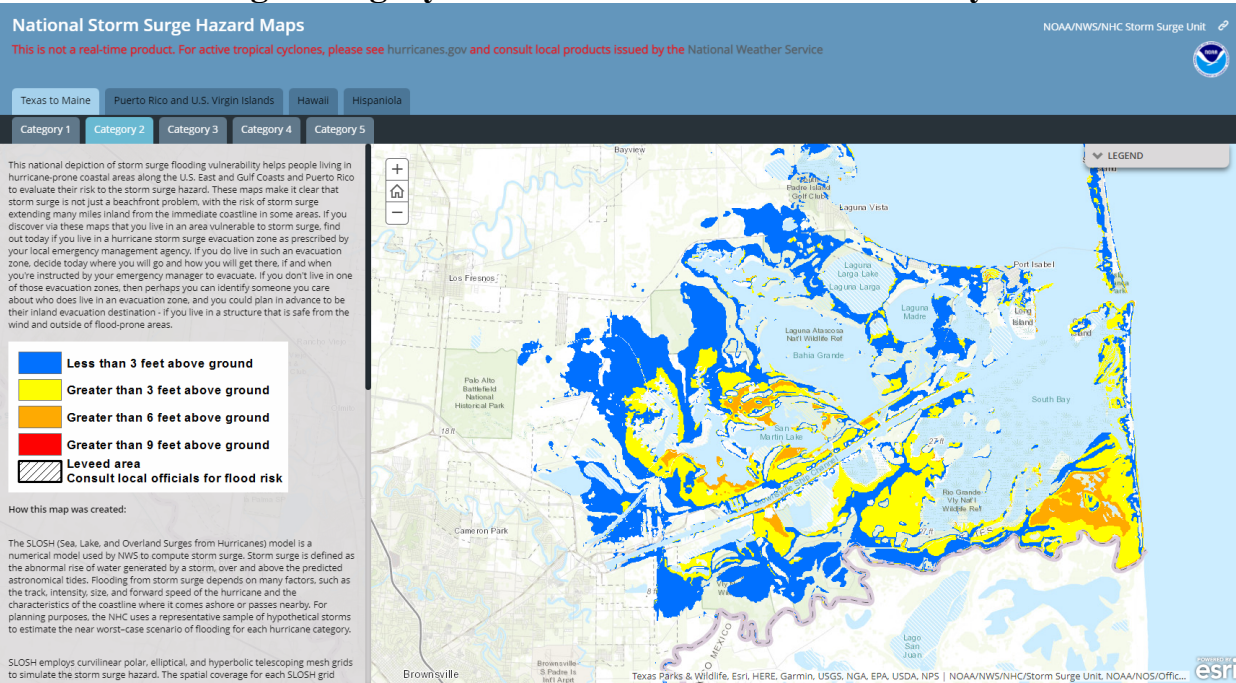 National Storm Surge Hazard Maps
NOAA/NWS/NHC Storm Surge Unit
This is not a real-time product. For active tropical cyclones, please see hurricanes.gov and consult local products issued by the National Weather Service
NOAA
Texas to Maine
Puerto Rico and U.S. Virgin Islands
Hawaii
Hispaniola
Category 1
Category 2
Category 3
Category 4
Category 5
This national depiction of storm surge flooding vulnerability helps people living in
hurricane-prone coastal areas along the U.S. East and Gulf Coasts and Puerto Rico
to evaluate their risk to the storm surge hazard. These maps make it clear that
storm surge is not just a beachfront problem, with the risk of storm surge
extending many miles inland from the immediate coastline in some areas. If you
discover via these maps that you live in an area vulnerable to storm surge, find
out today if you live in a hurricane storm surge evacuation zone as prescribed by
your local emergency management agency. If you do live in such an evacuation
zone, decide today where you will go and how you will get there, if and when
you're instructed by your emergency manager to evacuate. If you don't live in one
of those evacuation zones, then perhaps you can identify someone you care
about who does live in an evacuation zone, and you could plan in advance to be
their inland evacuation destination - if you live in a structure that is safe from the
wind and outside of flood-prone areas.
Less than 3 feet above ground
Greater than 3 feet above ground
Greater than 6 feet above ground
Greater than 9 feet above ground
Leveed area
Consult local officials for flood risk
How this map was created:
The SLOSH (Sea, Lake, and Overland Surges from Hurricanes) model is a
numerical model used by NWS to compute storm surge. Storm surge is defined as
the abnormal rise of water generated by a storm, over and above the predicted
astronomical tides. Flooding from storm surge depends on many factors, such as
the track, intensity, size, and forward speed of the hurricane and the
characteristics of the coastline where it comes ashore or passes nearby. For
planning purposes, the NHC uses a representative sample of hypothetical storms
to estimate the near worst-case scenario of flooding for each hurricane category.
SLOSH employs curvilinear polar, elliptical, and hyperbolic telescoping mesh grids
to simulate the storm surge hazard. The spatial coverage for each SLOSH grid
+
−
LEGEND
Bayview
Padre Island
Golf Club
Laguna Vista
Los Fresnos
Laguna
Larga Lake
Laguna Larga
Port Isabel
Laguna
Madre
Long
Island
Island
Laguna Atascosa
Nat'l Wildlife Ref
Bahia Grande
Palo Alto
Battlefield
National
Historical Park
South Bay
18ft
San
Martin Lake
27ft
Brownsville Ship Channel
Rio Grande
Vly Nat'l
Wildlife Ref
Cameron Park
8 ft
MEXICO
Lago
San
Juan
Brownsville
Brownsville
S Padre Is
Int'l Arprt
Texas Parks & Wildlife, Esri, HERE, Garmin, USGS, NGA, EPA, USDA, NPS | NOAA/NWS/NHC/Storm Surge Unit, NOAA/NOS/Offic...
POWERED BY
esri